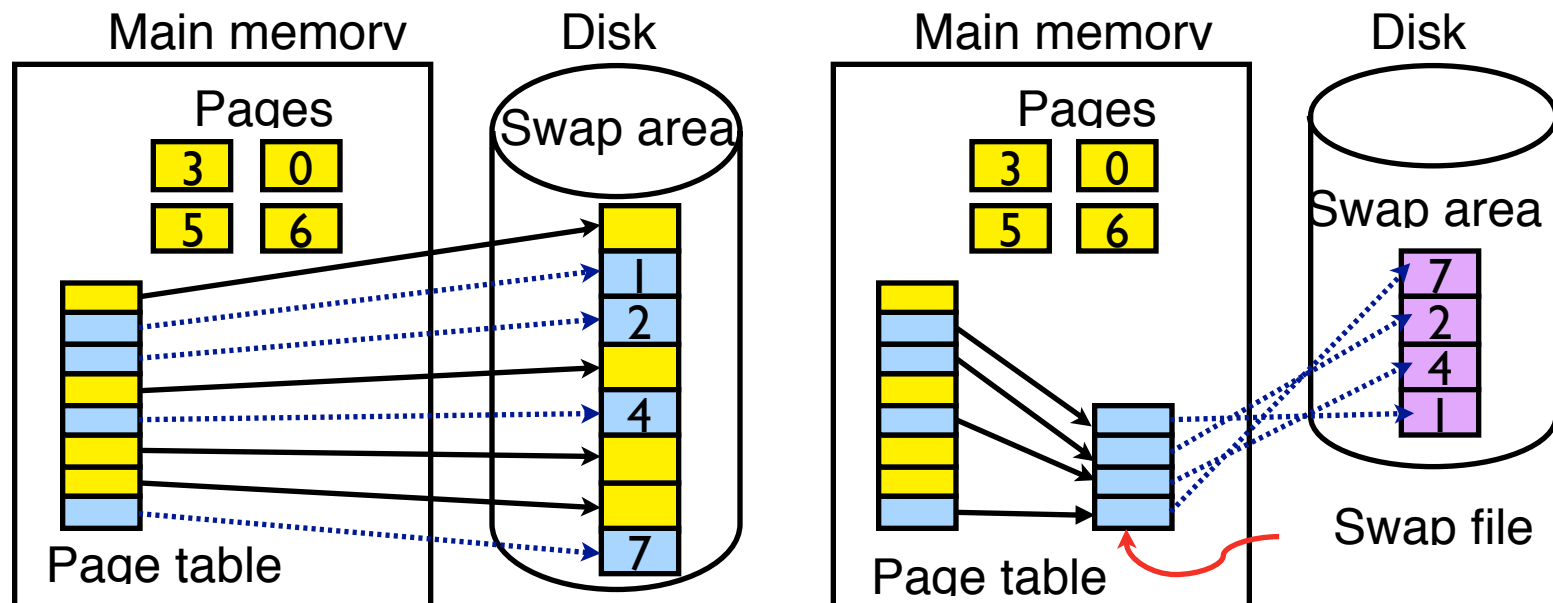 Main memory
Disk
Pages
Swap area
3 0
5 6
1
2
4
7
Page table
Main memory
Disk
Pages
3 0
5 6
Swap area
7
2
4
1
Swap file
Page table